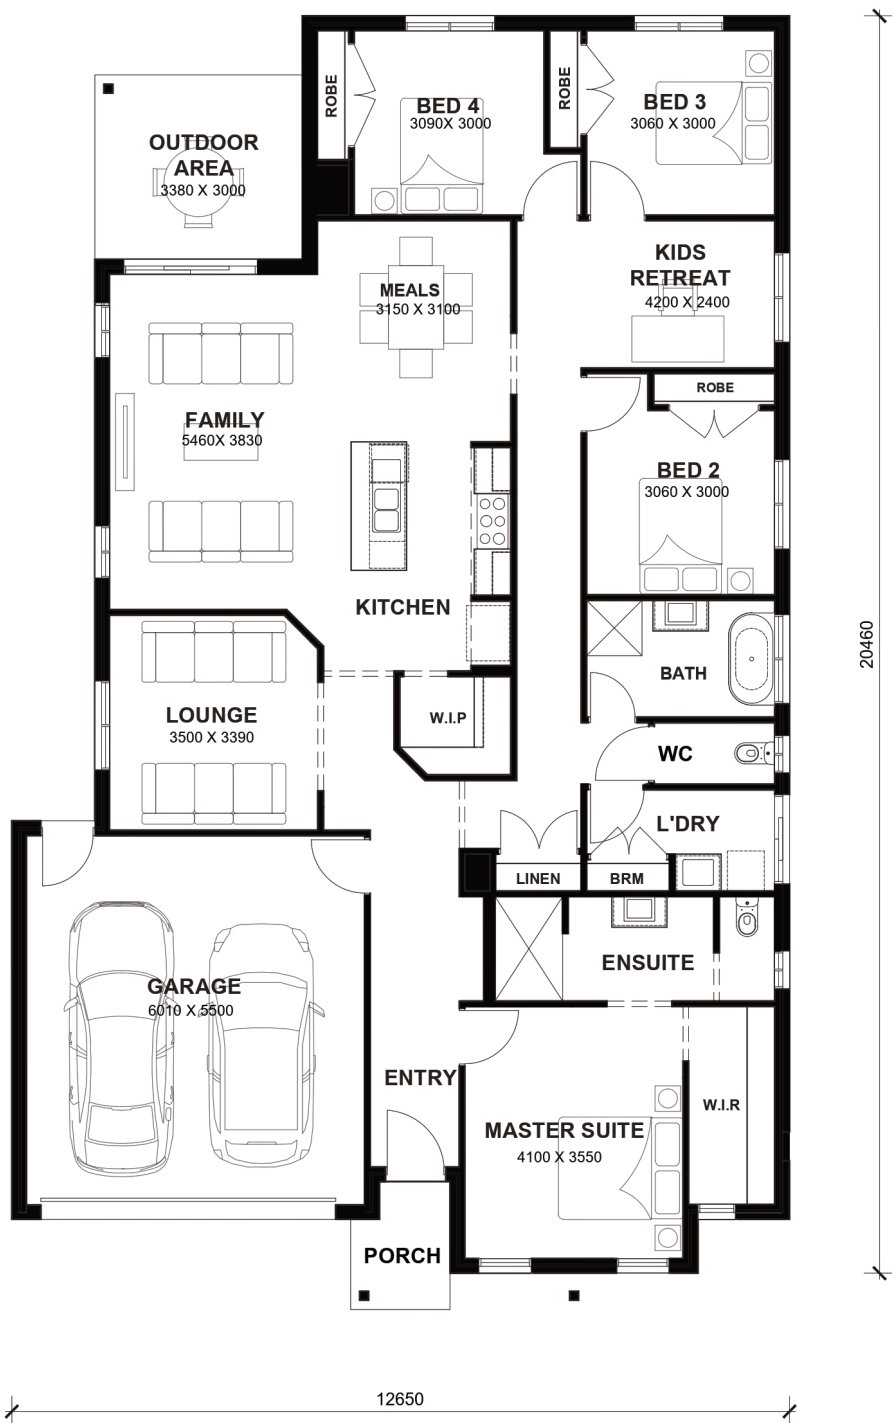 ROBE
BED 4
3090X 3000
ROBE
BED 3
3060 X 3000
OUTDOOR
AREA
3380 X 3000
KIDS
RETREAT
4200 X 2400
MEALS
3150 X 3100
ROBE
FAMILY
5460X 3830
BED 2
3060 X 3000
KITCHEN
20460
BATH
LOUNGE
3500 X 3390
W.I.P
WC
L'DRY
LINEN
BRM
ENSUITE
GARAGE
6010 X 5500
ENTRY
W.I.R
MASTER SUITE
4100 X 3550
PORCH
12650